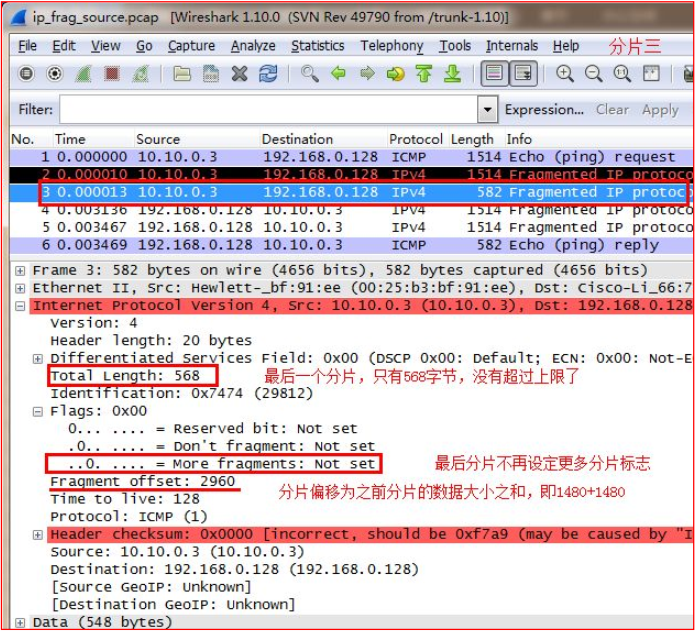 ip_frag_source.pcap [Wireshark 1.10.0 (SVN Rev 49790 from /trunk-1.10)]
File Edit View Go Capture Analyze Statistics Telephony Tools Internals Help 分片三
Filter: Expression... Clear Apply
No. Time Source Destination Protocol Length Info
1 0.000000 10.10.0.3 192.168.0.128 ICMP 1514 Echo (ping) request
2 0.000010 10.10.0.3 192.168.0.128 IPv4 1514 Fragmented IP protoco
3 0.000013 10.10.0.3 192.168.0.128 IPv4 582 Fragmented IP protoc
4 0.003136 192.168.0.128 10.10.0.3 IPv4 1514 Fragmented IP protoco
5 0.003467 192.168.0.128 10.10.0.3 IPv4 1514 Fragmented IP protoco
6 0.003469 192.168.0.128 10.10.0.3 ICMP 582 Echo (ping) reply
Frame 3: 582 bytes on wire (4656 bits), 582 bytes captured (4656 bits)
Ethernet II, Src: Hewlett-_bf:91:ee (00:25:b3:bf:91:ee), Dst: Cisco-Li_66:7
Internet Protocol Version 4, Src: 10.10.0.3 (10.10.0.3), Dst: 192.168.0.128
Version: 4
Header length: 20 bytes
Differentiated Services Field: 0x00 (DSCP 0x00: Default; ECN: 0x00: Not-E
Total Length: 568 最后一个分片，只有568字节，没有超过上限了
Identification: 0x7474 (29812)
Flags: 0x00
0... .... = Reserved bit: Not set
.0.. .... = Don't fragment: Not set
..0. .... = More fragments: Not set 最后分片不再设定更多分片标志
Fragment offset: 2960
分片偏移为之前分片的数据大小之和，即1480+1480
Time to live: 128
Protocol: ICMP (1)
Header checksum: 0x0000 [incorrect, should be 0xf7a9 (may be caused by "I
Source: 10.10.0.3 (10.10.0.3)
Destination: 192.168.0.128 (192.168.0.128)
[Source GeoIP: Unknown]
[Destination GeoIP: Unknown]
Data (548 bytes)